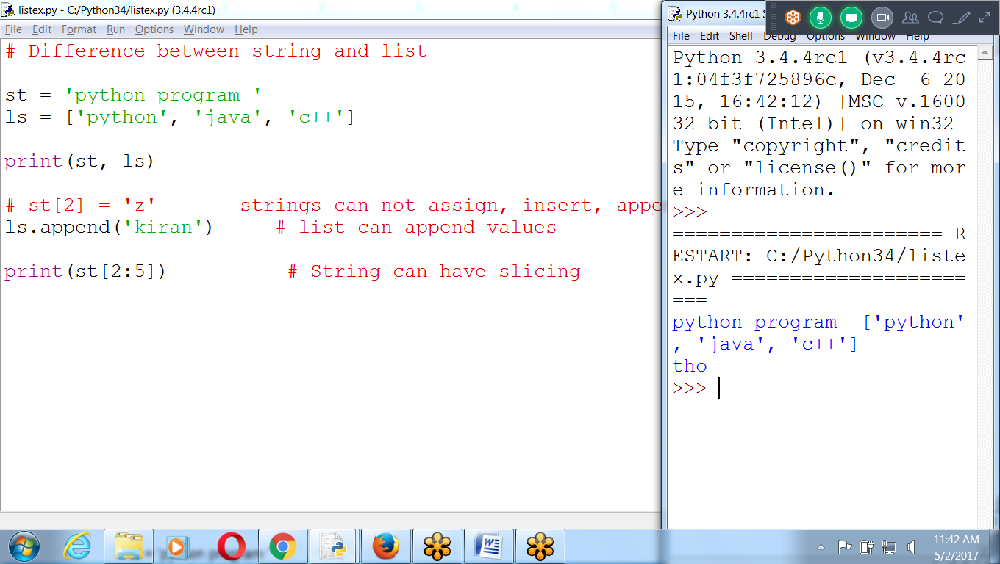 listex.py - C:/Python34/listex.py (3.4.4rc1)
File Edit Format Run Options Window Help
# Difference between string and list
st = 'python program '
ls = ['python', 'java', 'c++']
print(st, ls)
# st[2] = 'z' strings can not assign, insert, appe
ls.append('kiran') # list can append values
print(st[2:5]) # String can have slicing
Python 3.4.4rc1 S
File Edit Shell Debug Options Window Help
Python 3.4.4rc1 (v3.4.4rc
1:04f3f725896c, Dec  6 20
15, 16:42:12) [MSC v.1600
32 bit (Intel)] on win32
Type "copyright", "credit
s" or "license()" for mor
e information.
>>>
======================= R
ESTART: C:/Python34/liste
x.py ====================
===
python program  ['python'
, 'java', 'c++']
tho
>>>
11:42 AM
5/2/2017